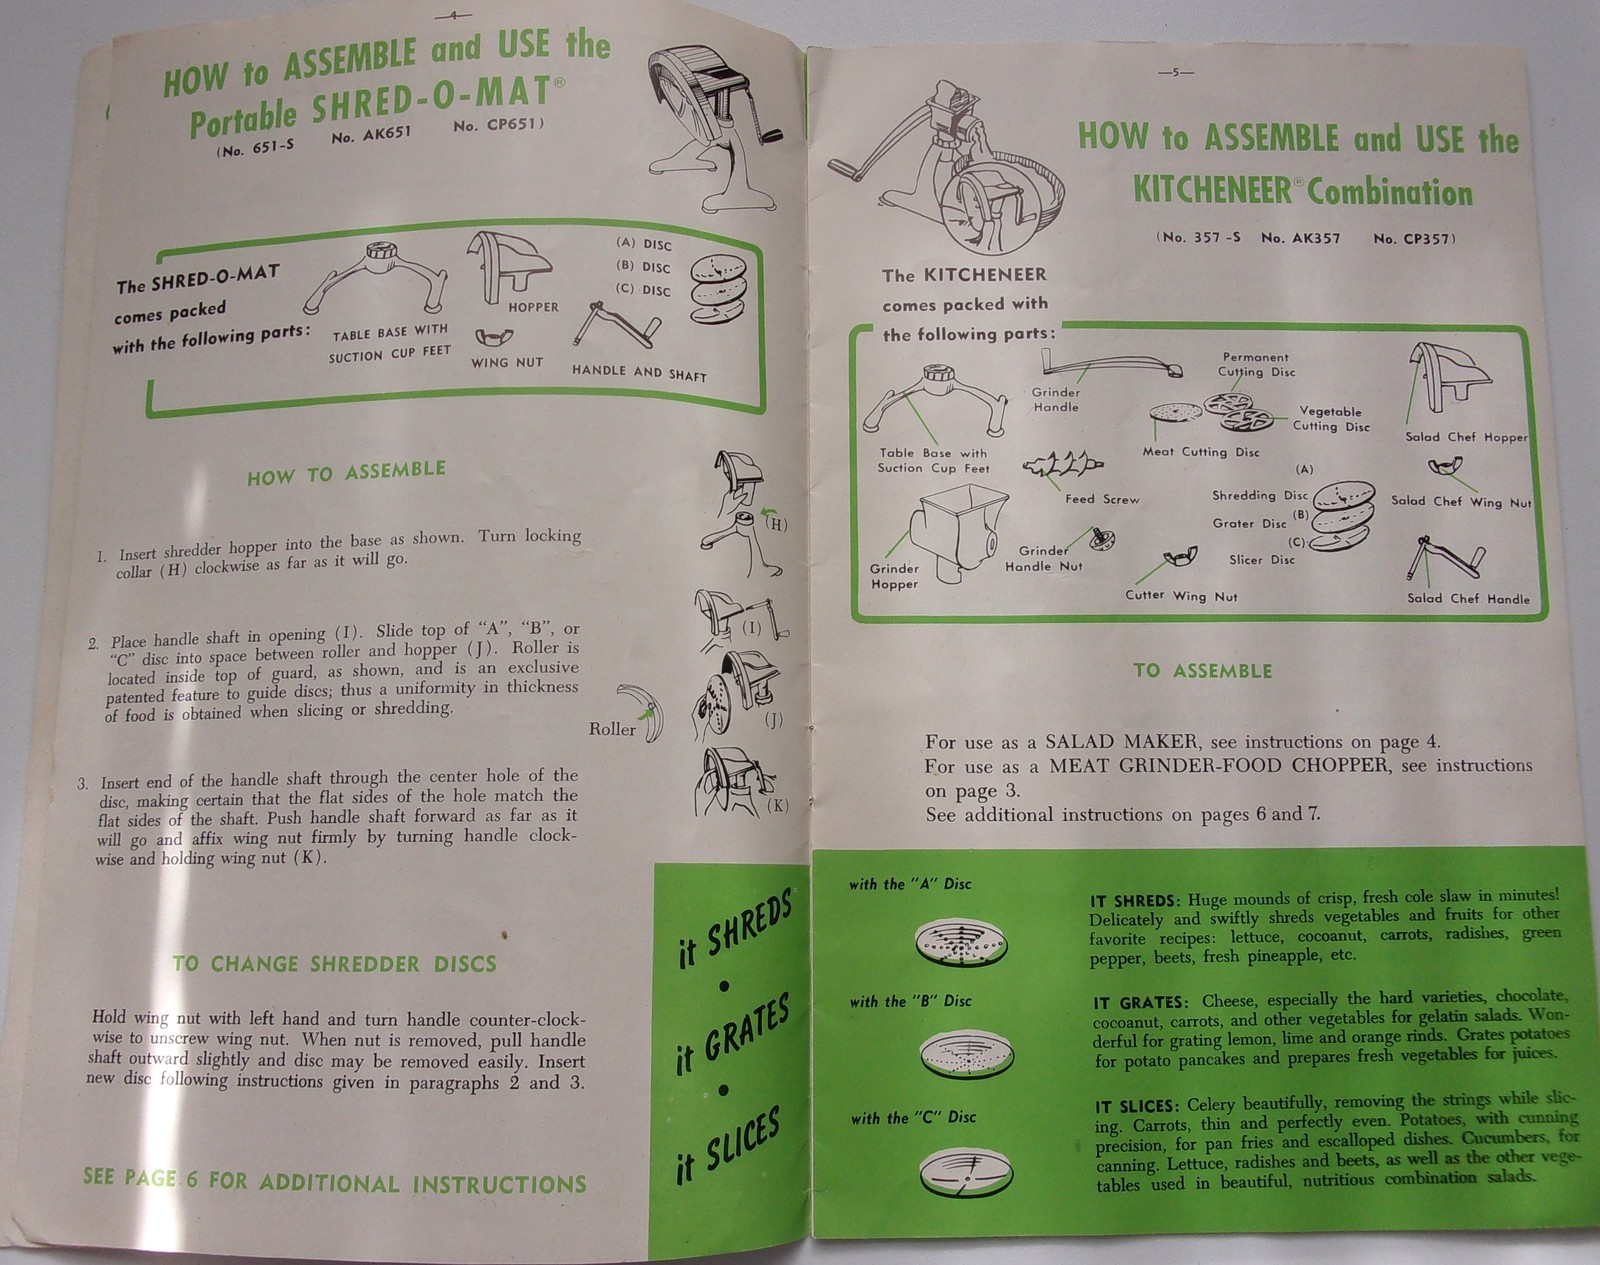 —4—
HOW to ASSEMBLE and USE the
Portable SHRED-O-MAT®
(No. 651-S No. AK651 No. CP651)
The SHRED-O-MAT
comes packed
with the following parts:
TABLE BASE WITH
SUCTION CUP FEET
HOPPER
WING NUT
(A) DISC
(B) DISC
(C) DISC
HANDLE AND SHAFT
HOW TO ASSEMBLE
1. Insert shredder hopper into the base as shown. Turn locking
collar (H) clockwise as far as it will go.
(H)
2. Place handle shaft in opening (I). Slide top of “A”, “B”, or
“C” disc into space between roller and hopper (J). Roller is
located inside top of guard, as shown, and is an exclusive
patented feature to guide discs; thus a uniformity in thickness
of food is obtained when slicing or shredding.
(I)
Roller
(J)
3. Insert end of the handle shaft through the center hole of the
disc, making certain that the flat sides of the hole match the
flat sides of the shaft. Push handle shaft forward as far as it
will go and affix wing nut firmly by turning handle clock-
wise and holding wing nut (K).
(K)
TO CHANGE SHREDDER DISCS
Hold wing nut with left hand and turn handle counter-clock-
wise to unscrew wing nut. When nut is removed, pull handle
shaft outward slightly and disc may be removed easily. Insert
new disc following instructions given in paragraphs 2 and 3.
SEE PAGE 6 FOR ADDITIONAL INSTRUCTIONS
it SHREDS
•
it GRATES
•
it SLICES
—5—
HOW to ASSEMBLE and USE the
KITCHENEER® Combination
(No. 357 -S No. AK357 No. CP357)
The KITCHENEER
comes packed with
the following parts:
Table Base with
Suction Cup Feet
Grinder
Handle
Permanent
Cutting Disc
Vegetable
Cutting Disc
Meat Cutting Disc
Salad Chef Hopper
Feed Screw
(A)
Shredding Disc
(B)
Grater Disc
(C)
Slicer Disc
Salad Chef Wing Nut
Grinder
Hopper
Grinder
Handle Nut
Cutter Wing Nut
Salad Chef Handle
TO ASSEMBLE
For use as a SALAD MAKER, see instructions on page 4.
For use as a MEAT GRINDER-FOOD CHOPPER, see instructions
on page 3.
See additional instructions on pages 6 and 7.
with the "A" Disc
IT SHREDS: Huge mounds of crisp, fresh cole slaw in minutes!
Delicately and swiftly shreds vegetables and fruits for other
favorite recipes: lettuce, cocoanut, carrots, radishes, green
pepper, beets, fresh pineapple, etc.
with the "B" Disc
IT GRATES: Cheese, especially the hard varieties, chocolate,
cocoanut, carrots, and other vegetables for gelatin salads. Won-
derful for grating lemon, lime and orange rinds. Grates potatoes
for potato pancakes and prepares fresh vegetables for juices.
with the "C" Disc
IT SLICES: Celery beautifully, removing the strings while slic-
ing. Carrots, thin and perfectly even. Potatoes, with cunning
precision, for pan fries and escalloped dishes. Cucumbers, for
canning. Lettuce, radishes and beets, as well as the other vege-
tables used in beautiful, nutritious combination salads.